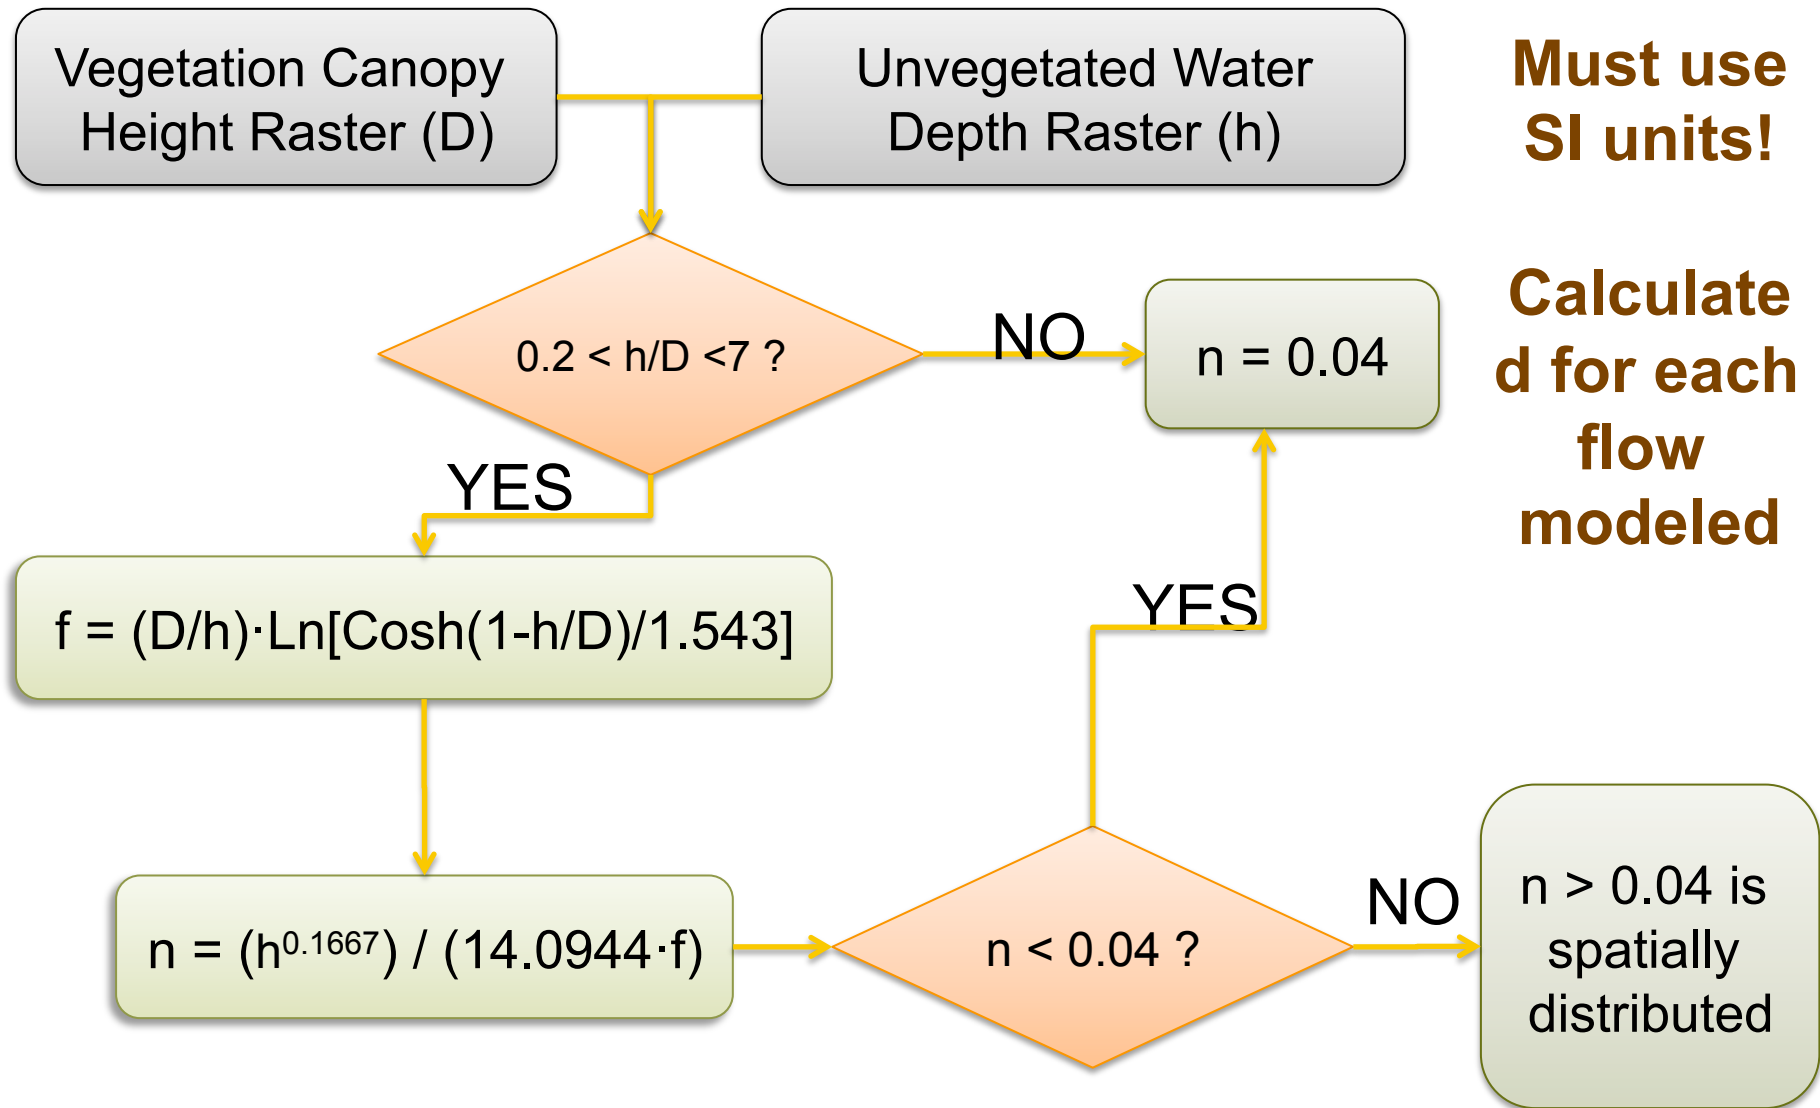 Vegetation Canopy
Height Raster (D)
Unvegetated Water
Depth Raster (h)
Must use
SI units!
0.2 < h/D <7 ?
NO
n = 0.04
Calculate
d for each
flow
modeled
YES
f = (D/h)·Ln[Cosh(1-h/D)/1.543]
YES
n = (h^0.1667) / (14.0944·f)
n < 0.04 ?
NO
n > 0.04 is
spatially
distributed